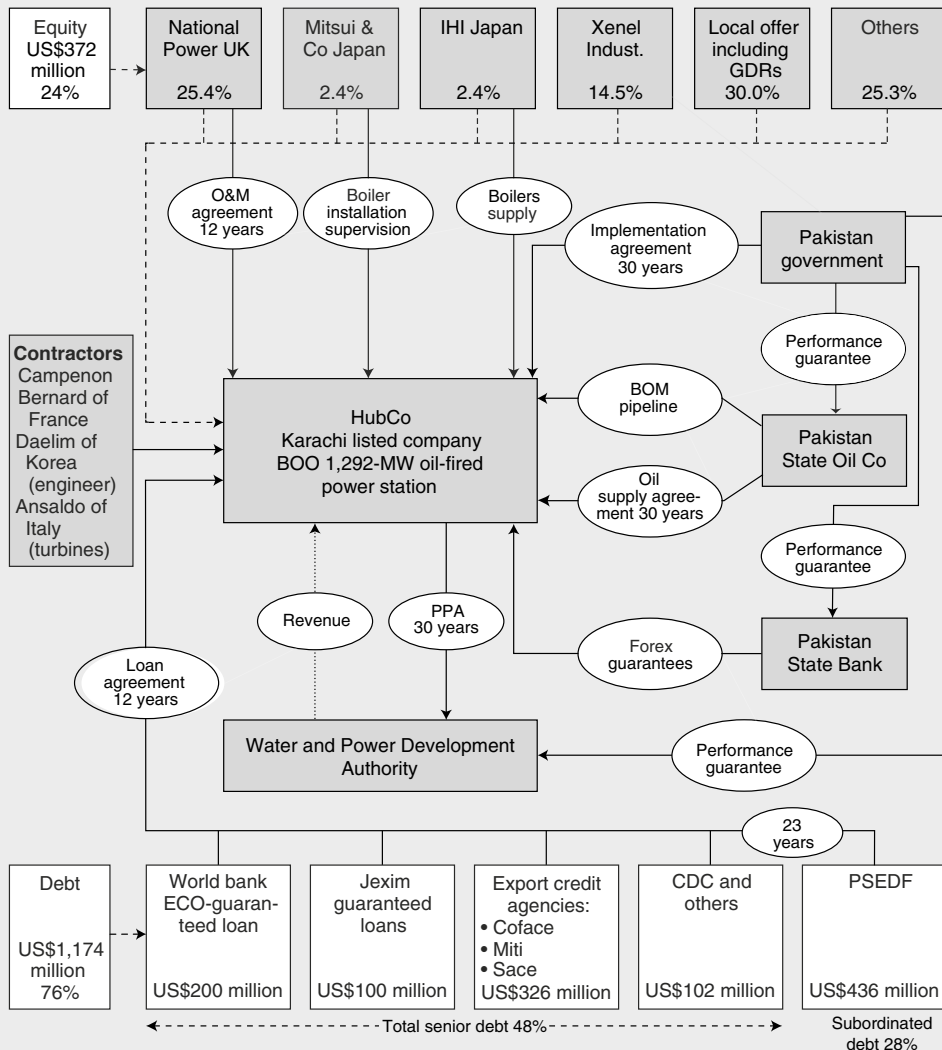 Equity
US$372
million
24%
National
Power UK
25.4%
Mitsui &
Co Japan
2.4%
IHI Japan
2.4%
Xenel
Indust.
14.5%
Local offer
including
GDRs
30.0%
Others
25.3%
O&M
agreement
12 years
Boiler
installation
supervision
Boilers
supply
Implementation
agreement
30 years
Pakistan
government
Performance
guarantee
Contractors
Campenon
Bernard of
France
Daelim of
Korea
(engineer)
Ansaldo of
Italy
(turbines)
HubCo
Karachi listed company
BOO 1,292-MW oil-fired
power station
BOM
pipeline
Pakistan
State Oil Co
Oil
supply agree-
ment 30 years
Performance
guarantee
Revenue
PPA
30 years
Forex
guarantees
Pakistan
State Bank
Loan
agreement
12 years
Water and Power Development
Authority
Performance
guarantee
23
years
Debt
US$1,174
million
76%
World bank
ECO-guaran-
teed loan
US$200 million
Jexim
guaranteed
loans
US$100 million
Export credit
agencies:
• Coface
• Miti
• Sace
US$326 million
CDC and
others
US$102 million
PSEDF
US$436 million
Total senior debt 48%
Subordinated
debt 28%